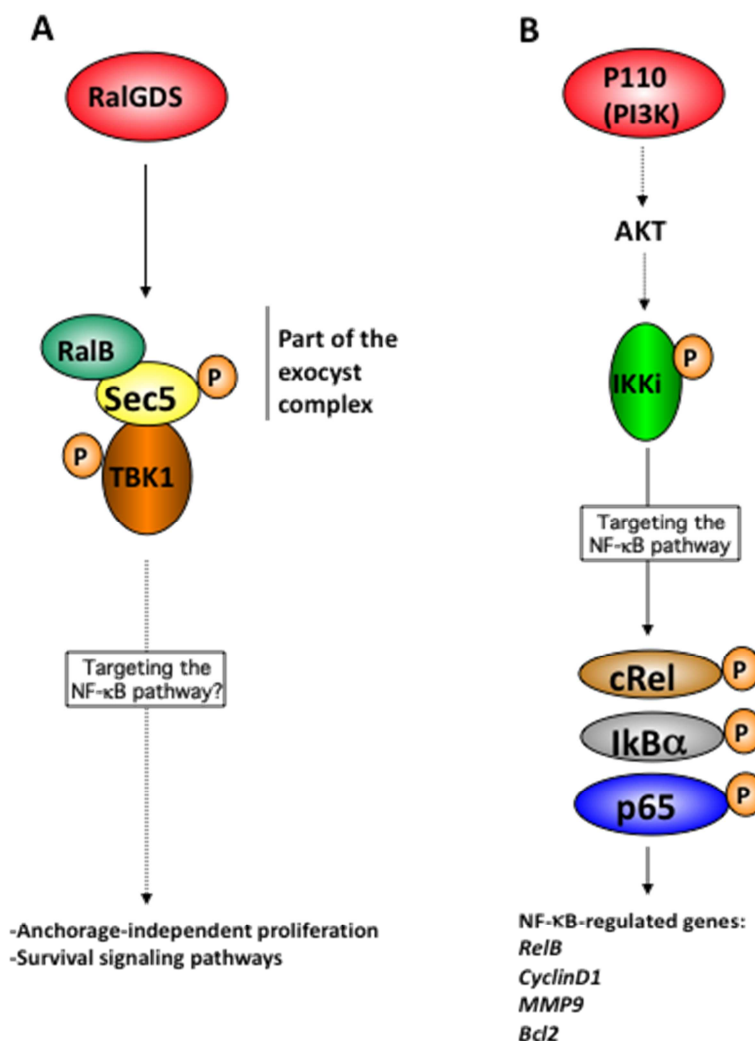 A
RalGDS
RalB
Sec5
P
P
TBK1
Part of the
exocyst
complex
Targeting the
NF-κB pathway?
-Anchorage-independent proliferation
-Survival signaling pathways
B
P110
(PI3K)
AKT
IKKi
P
Targeting the
NF-κB pathway
cRel
P
IkBα
P
p65
P
NF-κB-regulated genes:
RelB
CyclinD1
MMP9
Bcl2